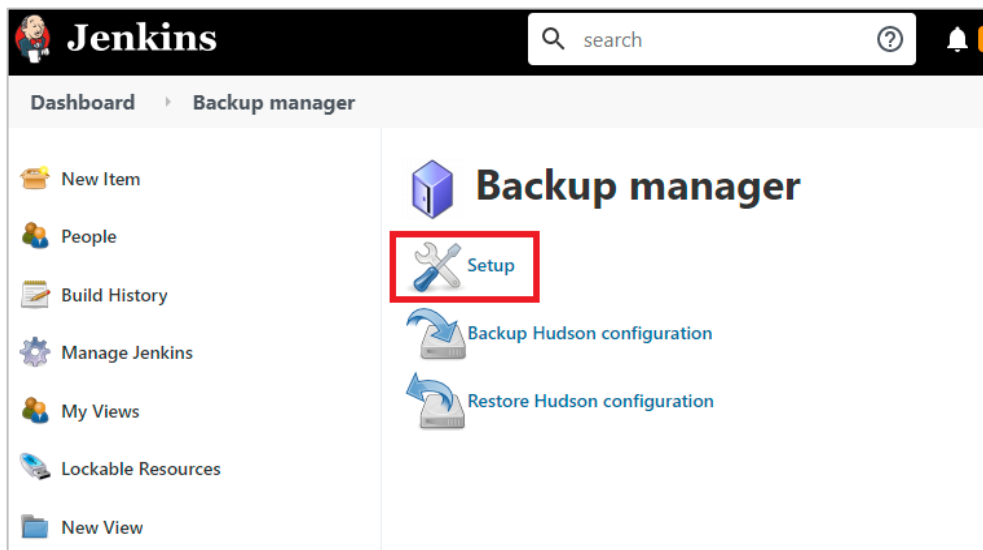 Jenkins
search
Dashboard
Backup manager
New Item
People
Build History
Manage Jenkins
My Views
Lockable Resources
New View
Backup manager
Setup
Backup Hudson configuration
Restore Hudson configuration